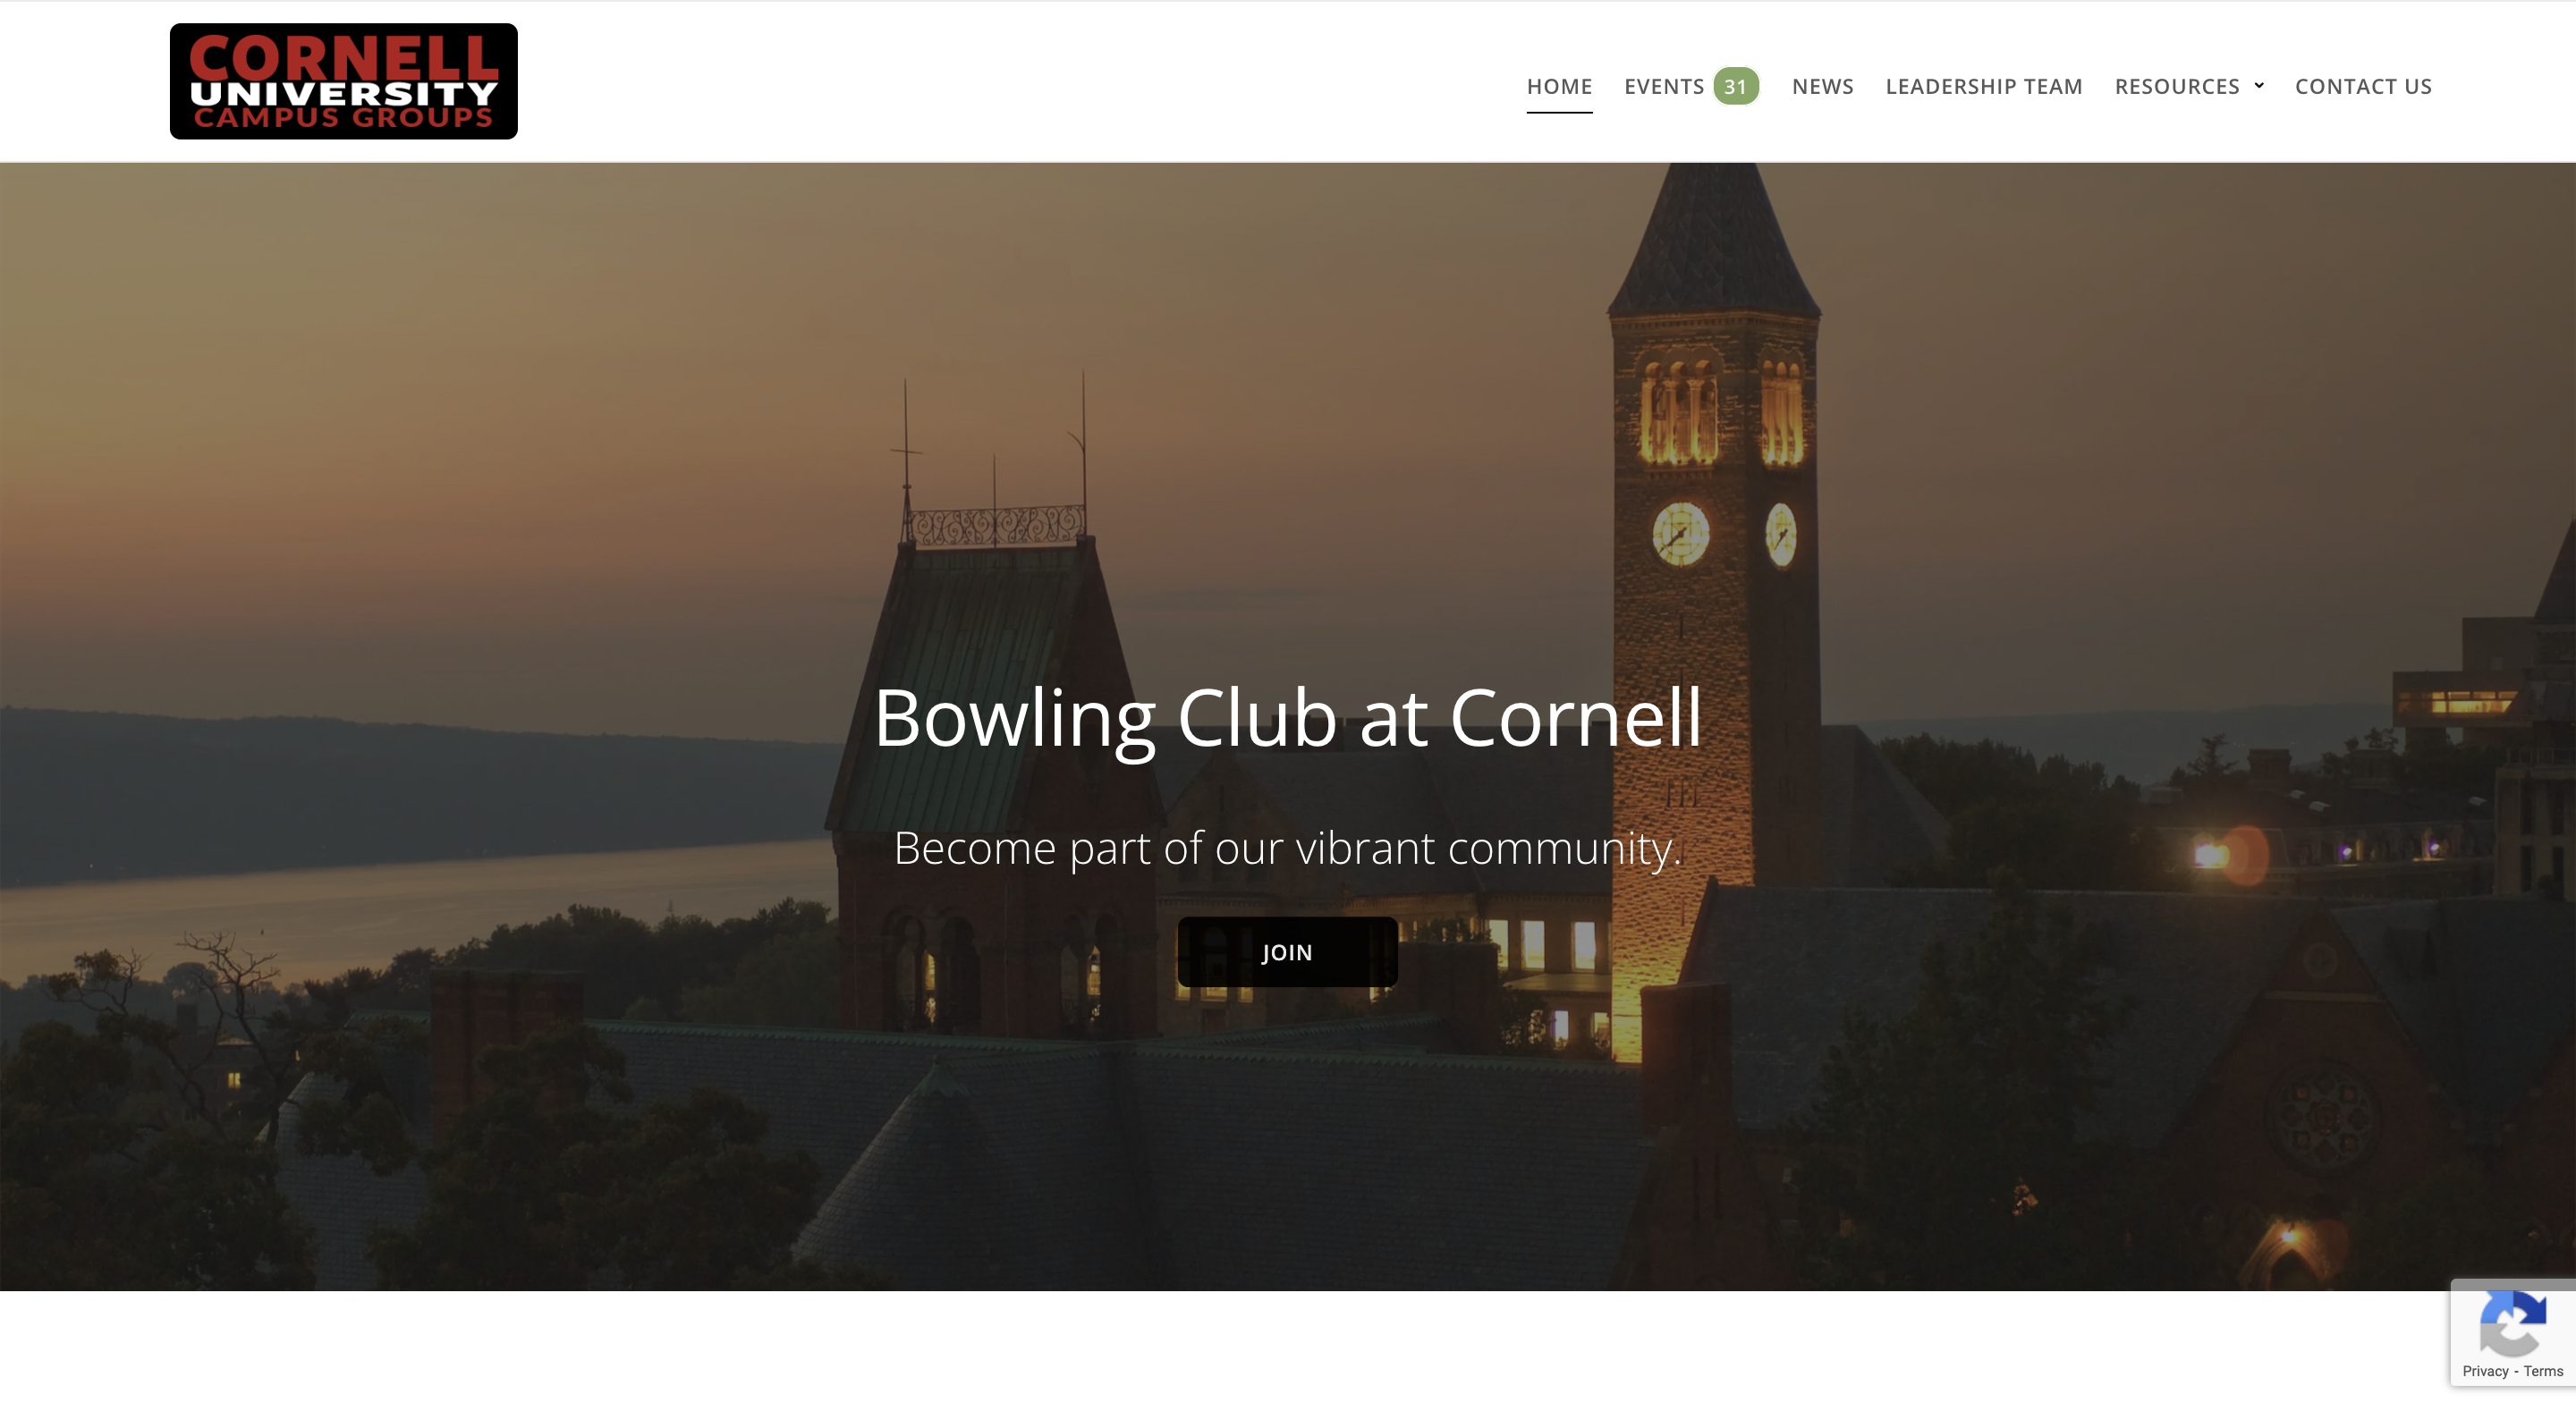 CORNELL
UNIVERSITY
CAMPUS GROUPS
HOME EVENTS 31 NEWS LEADERSHIP TEAM RESOURCES CONTACT US
Bowling Club at Cornell
Become part of our vibrant community.
JOIN
Privacy - Terms